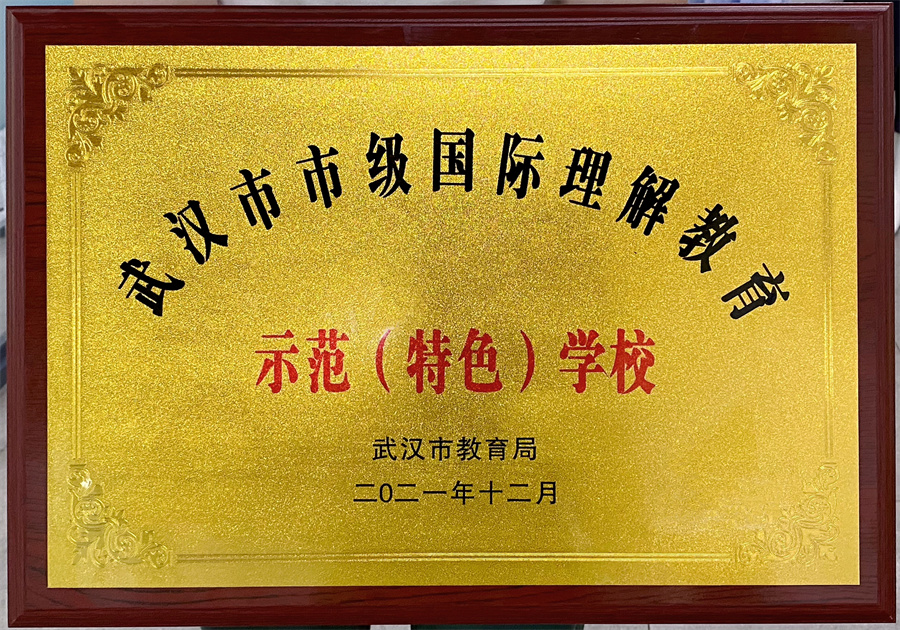 武汉市市级国际理解教育
示范（特色）学校
武汉市教育局
二0二一年十二月